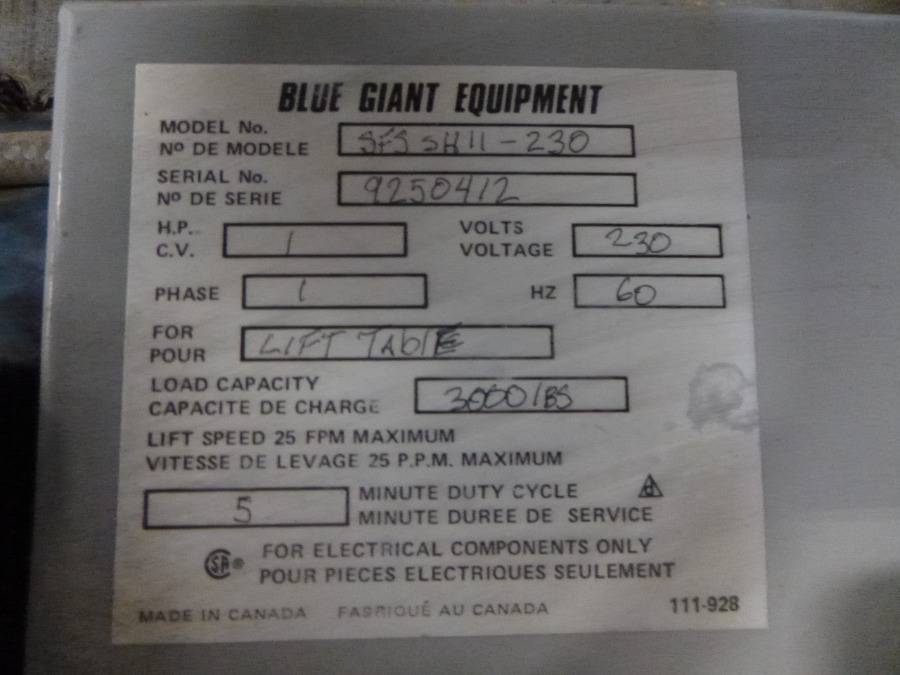 BLUE GIANT EQUIPMENT
MODEL No.
Nº DE MODELE
SFS SH11-230
SERIAL No.
Nº DE SERIE
9250412
H.P.
C.V.
1
VOLTS
VOLTAGE
230
PHASE
1
HZ
60
FOR
POUR
LIFT TAblE
LOAD CAPACITY
CAPACITE DE CHARGE
3000 lBS
LIFT SPEED 25 FPM MAXIMUM
VITESSE DE LEVAGE 25 P.P.M. MAXIMUM
5
MINUTE DUTY CYCLE
MINUTE DUREE DE SERVICE
SA ® FOR ELECTRICAL COMPONENTS ONLY
POUR PIECES ELECTRIQUES SEULEMENT
MADE IN CANADA FABRIQUÉ AU CANADA 111-928